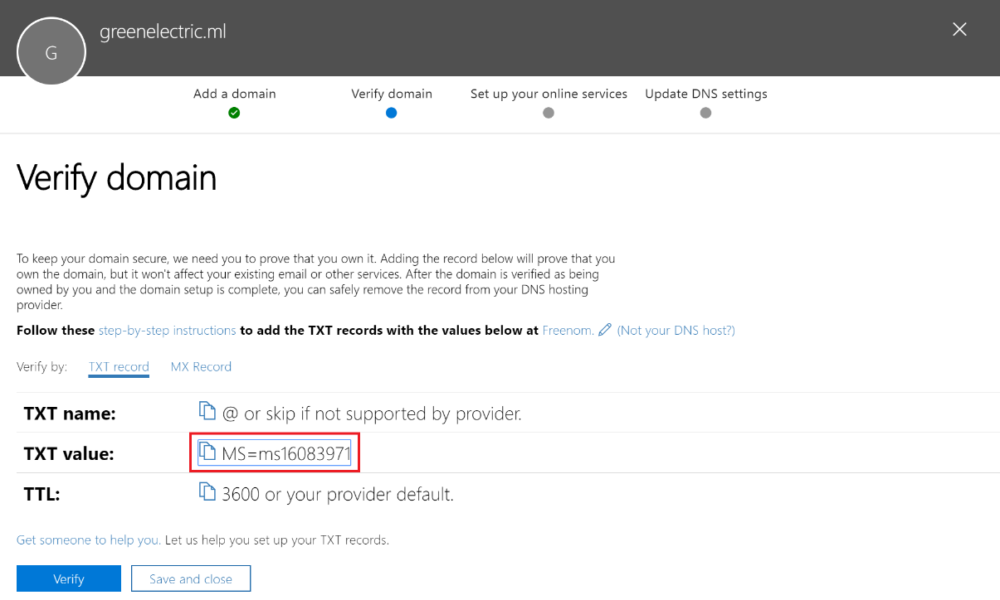 greenelectric.ml
G
Add a domain
Verify domain
Set up your online services
Update DNS settings
Verify domain
To keep your domain secure, we need you to prove that you own it. Adding the record below will prove that you
own the domain, but it won't affect your existing email or other services. After the domain is verified as being
owned by you and the domain setup is complete, you can safely remove the record from your DNS hosting
provider.
Follow these step-by-step instructions to add the TXT records with the values below at Freenom. (Not your DNS host?)
Verify by: TXT record MX Record
TXT name: @ or skip if not supported by provider.
TXT value: MS=ms16083971
TTL: 3600 or your provider default.
Get someone to help you. Let us help you set up your TXT records.
Verify Save and close